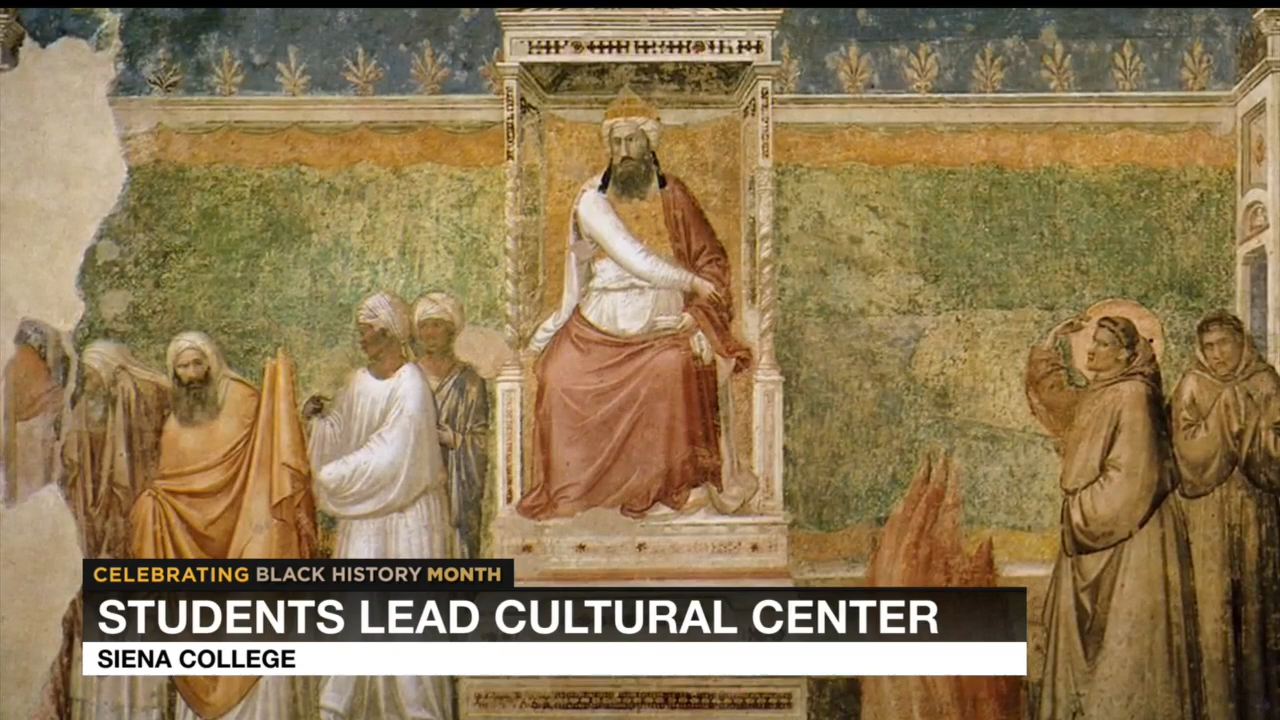 CELEBRATING BLACK HISTORY MONTH
STUDENTS LEAD CULTURAL CENTER
SIENA COLLEGE